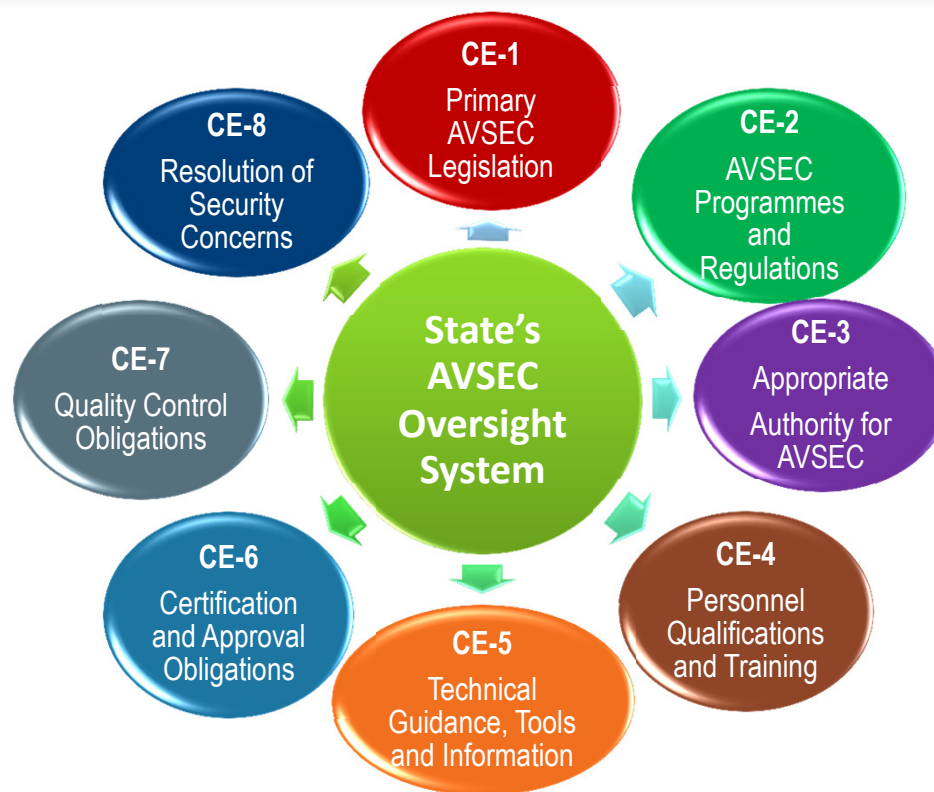 CE-1
Primary
AVSEC
Legislation
CE-2
AVSEC
Programmes
and
Regulations
CE-3
Appropriate
Authority for
AVSEC
CE-4
Personnel
Qualifications
and Training
CE-5
Technical
Guidance, Tools
and Information
CE-6
Certification
and Approval
Obligations
CE-7
Quality Control
Obligations
CE-8
Resolution of
Security
Concerns
State’s
AVSEC
Oversight
System